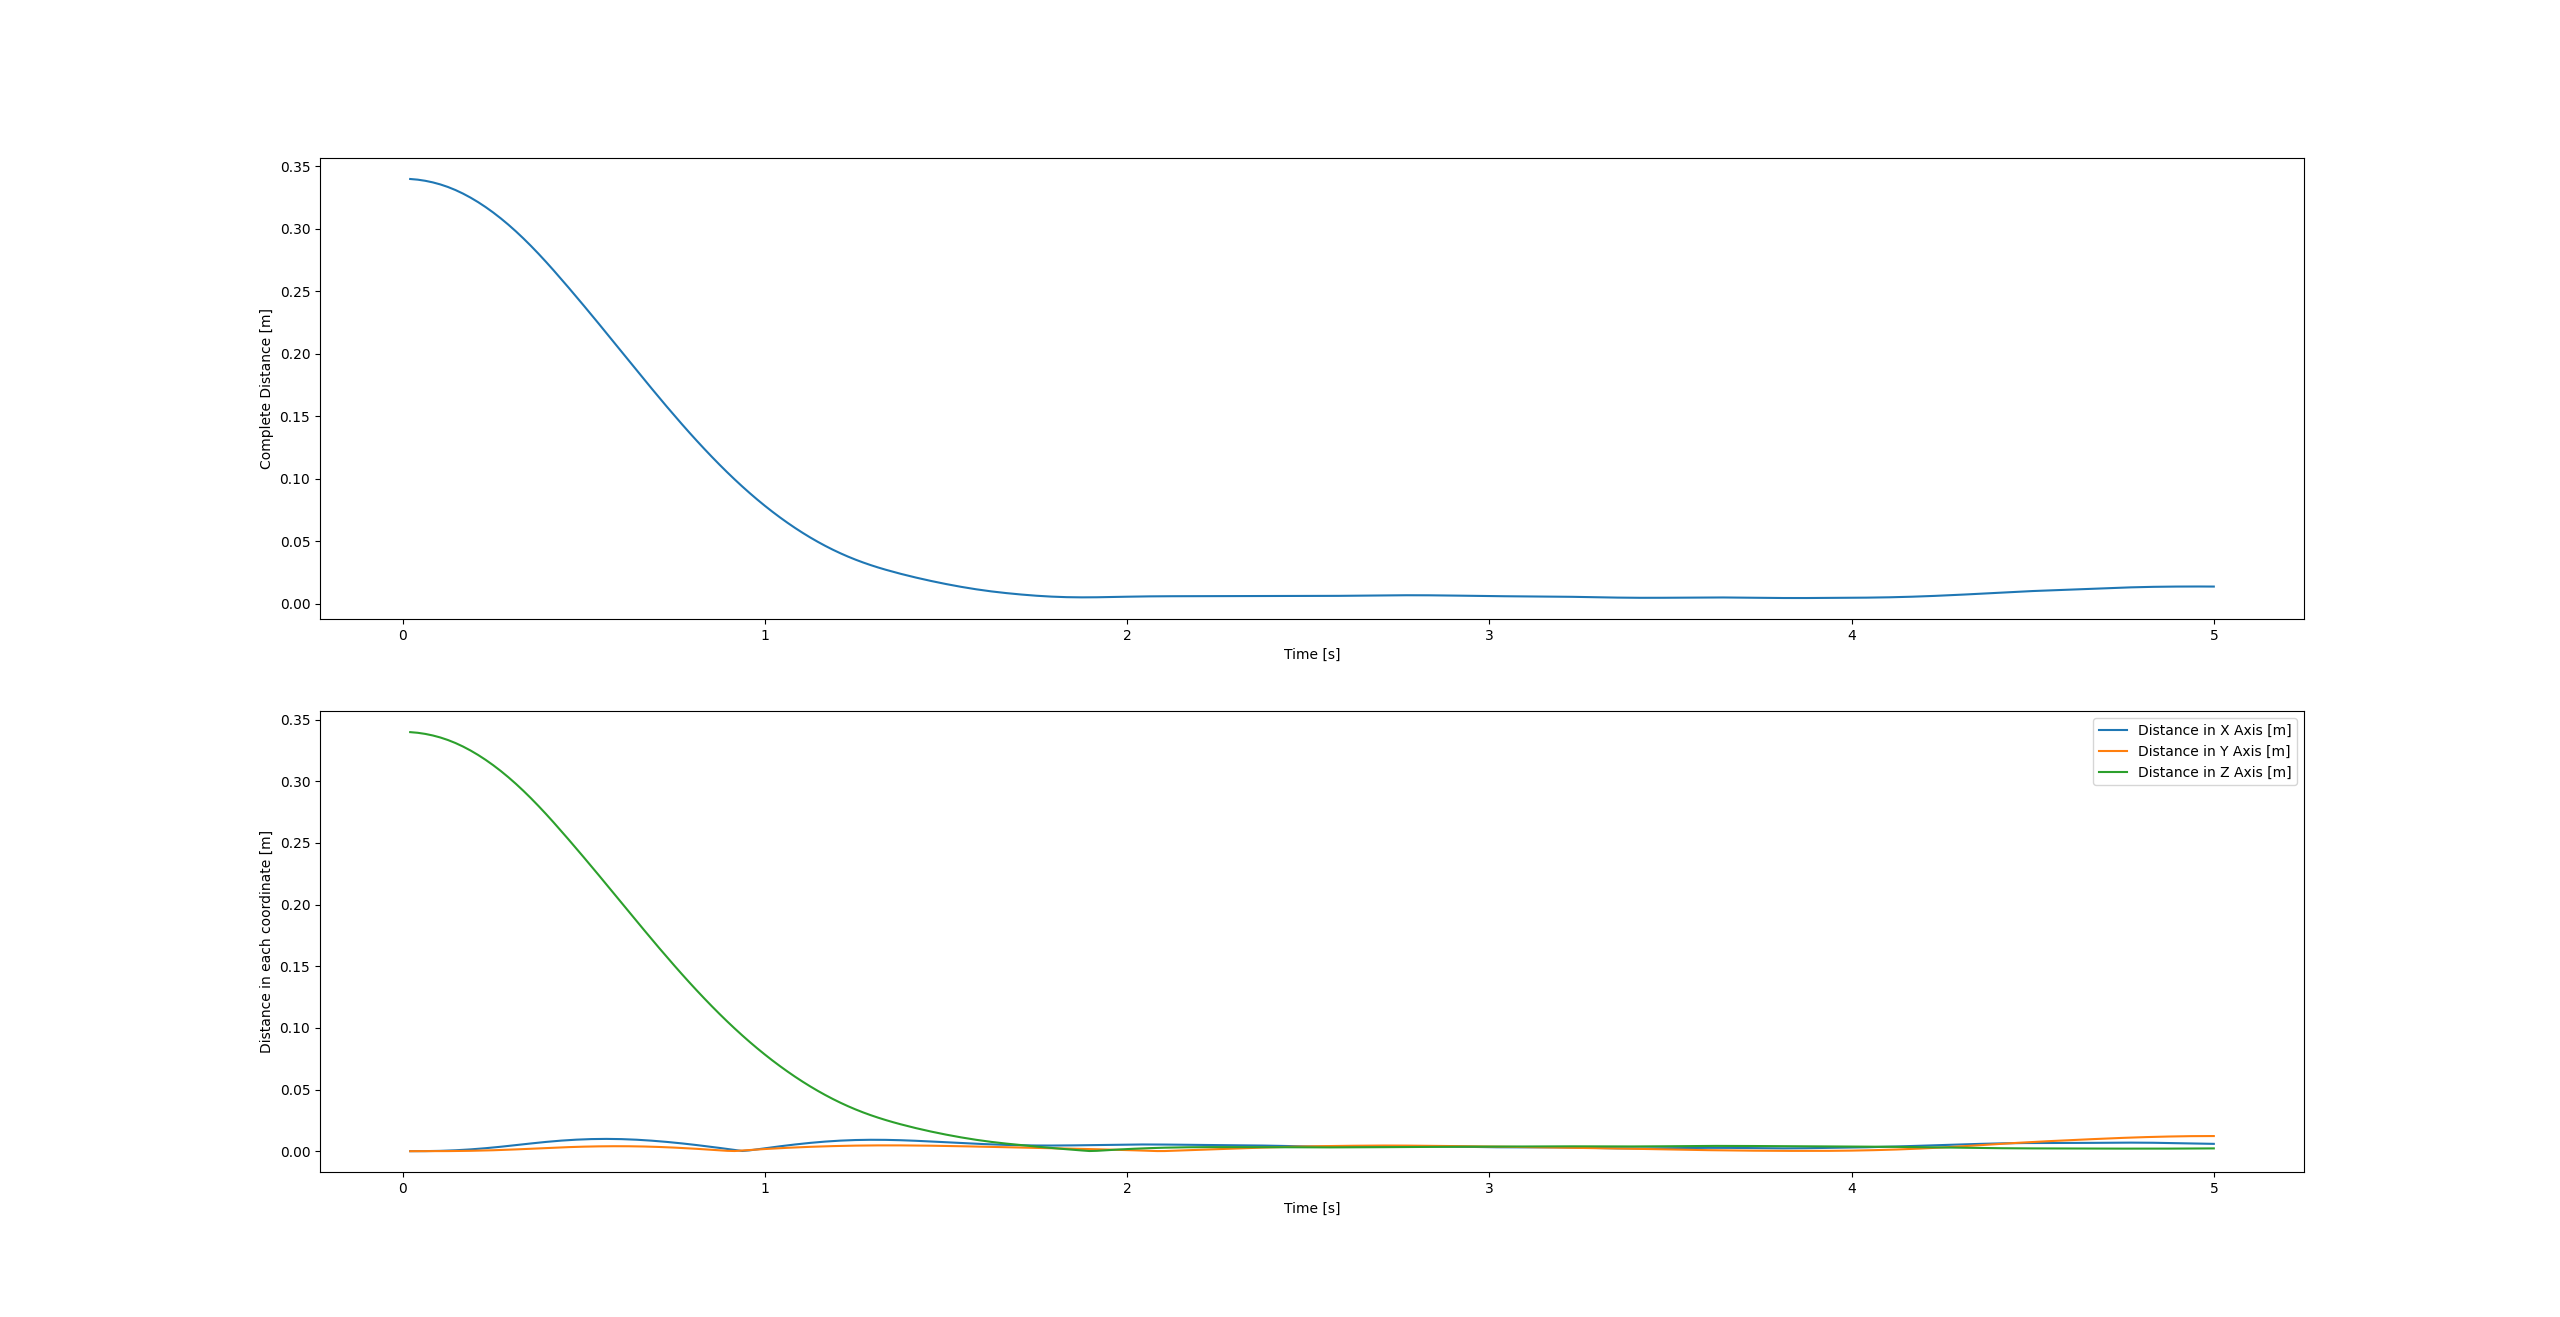 0.35
0.30
0.25
0.20
0.15
0.10
0.05
0.00
Complete Distance [m]
0 1 2 3 4 5
Time [s]
0.35
0.30
0.25
0.20
0.15
0.10
0.05
0.00
Distance in each coordinate [m]
Distance in X Axis [m]
Distance in Y Axis [m]
Distance in Z Axis [m]
0 1 2 3 4 5
Time [s]